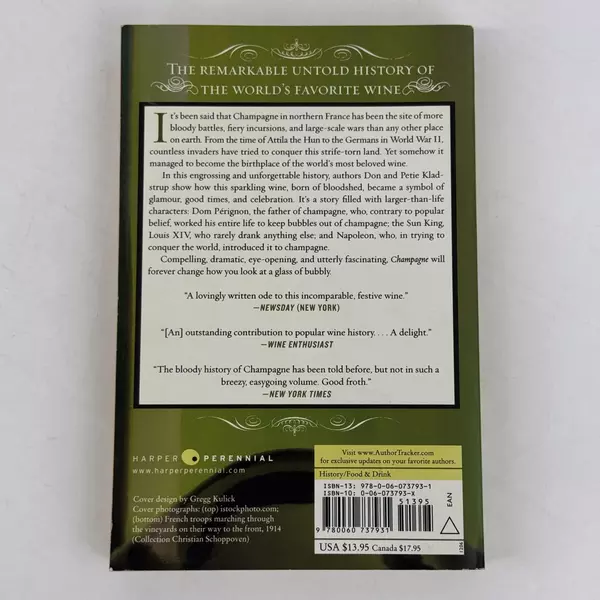 THE REMARKABLE UNTOLD HISTORY OF
THE WORLD'S FAVORITE WINE
It's been said that Champagne in northern France has been the site of more
bloody battles, fiery incursions, and large-scale wars than any other place
on earth. From the time of Attila the Hun to the Germans in World War II,
countless invaders have tried to conquer this strife-torn land. Yet somehow it
managed to become the birthplace of the world's most beloved wine.
In this engrossing and unforgettable history, authors Don and Petie Klad-
strup show how this sparkling wine, born of bloodshed, became a symbol of
glamour, good times, and celebration. It's a story filled with larger-than-life
characters: Dom Pérignon, the father of champagne, who, contrary to popular
belief, worked his entire life to keep bubbles out of champagne; the Sun King,
Louis XIV, who rarely drank anything else; and Napoleon, who, in trying to
conquer the world, introduced it to champagne.
Compelling, dramatic, eye-opening, and utterly fascinating, Champagne will
forever change how you look at a glass of bubbly.
"A lovingly written ode to this incomparable, festive wine."
—NEWSDAY (NEW YORK)
"[An] outstanding contribution to popular wine history. . . . A delight."
—WINE ENTHUSIAST
"The bloody history of Champagne has been told before, but not in such a
breezy, easygoing volume. Good froth."
—NEW YORK TIMES
HARPER PERENNIAL
www.harperperennial.com
Cover design by Gregg Kulick
Cover photographs: (top) istockphoto.com;
(bottom) French troops marching through
the vineyards on their way to the front, 1914
(Collection Christian Schoppoven)
Visit www.AuthorTracker.com
for exclusive updates on your favorite authors.
History/Food & Drink
ISBN-13: 978-0-06-073793-1
ISBN-10: 0-06-073793-X
51395
EAN
9 780060 737931
USA $13.95 Canada $17.95
1206